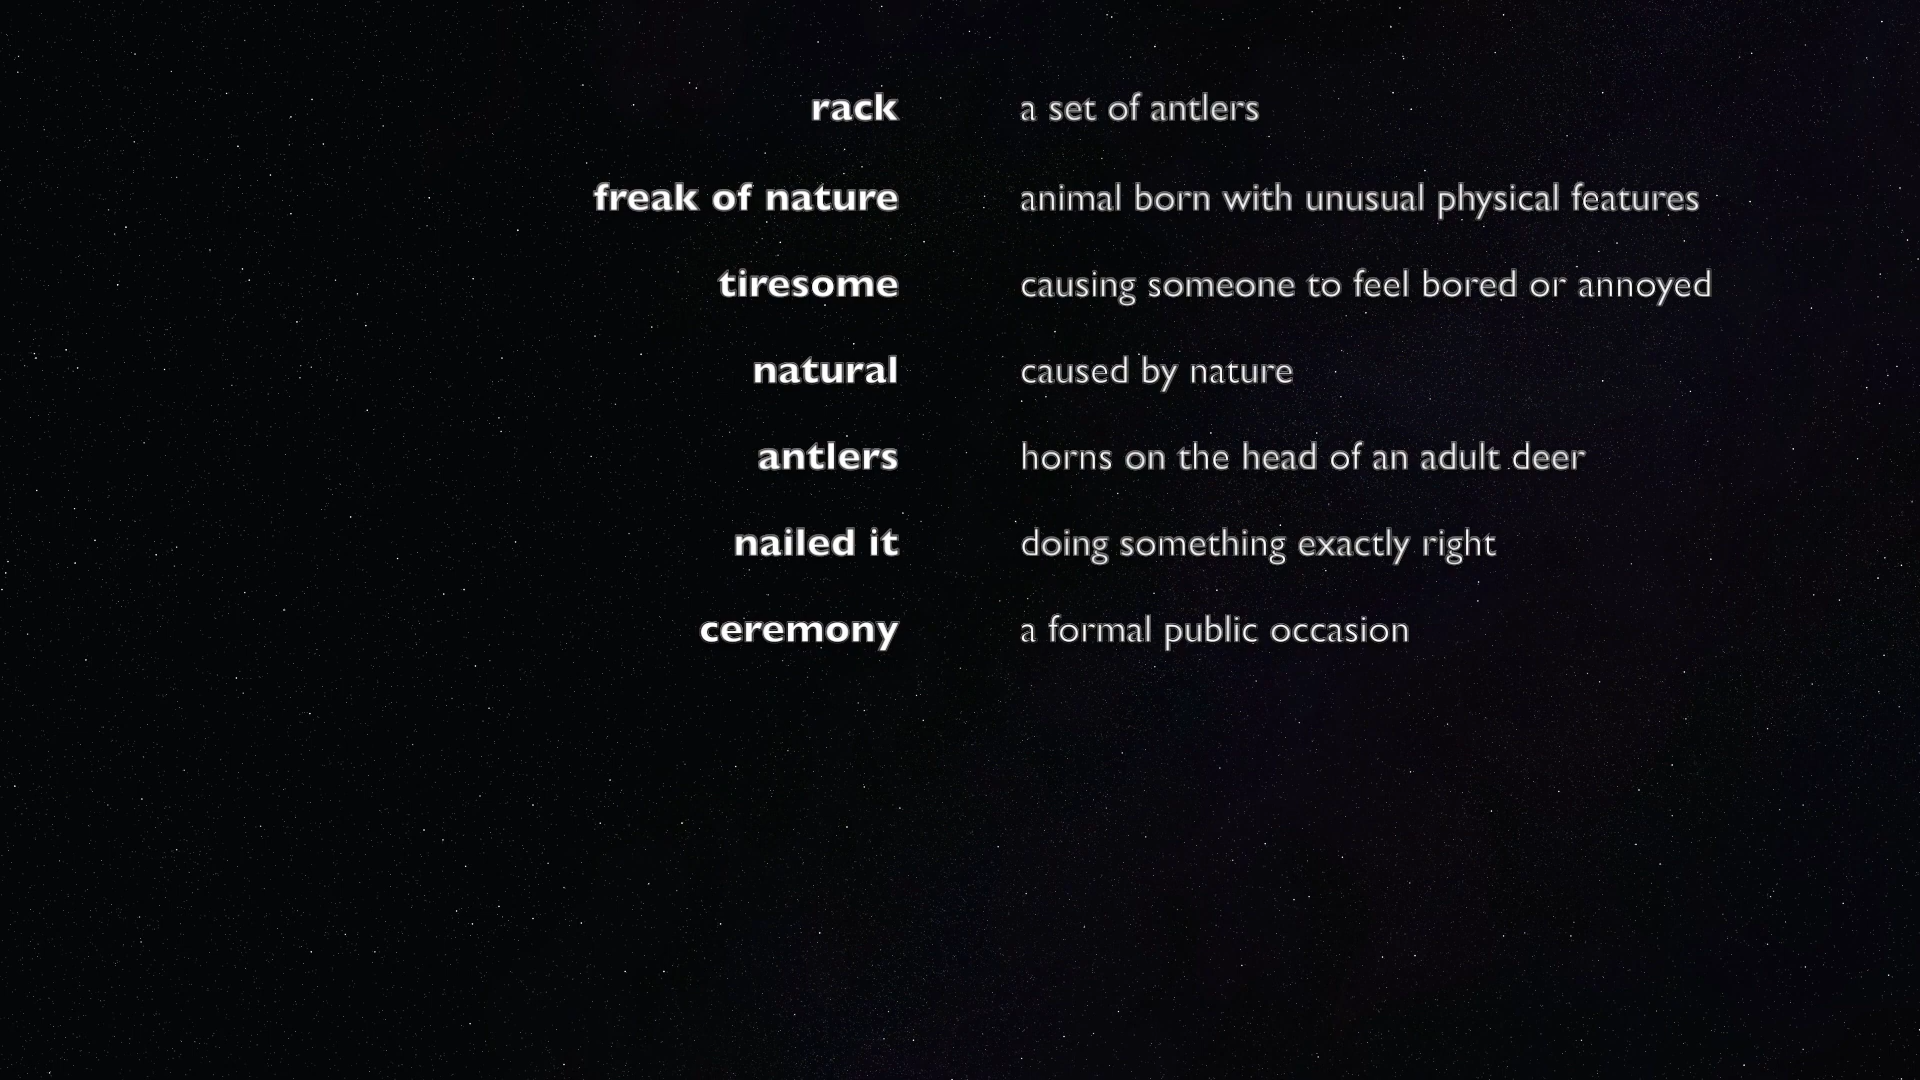 rack a set of antlers
freak of nature animal born with unusual physical features
tiresome causing someone to feel bored or annoyed
natural caused by nature
antlers horns on the head of an adult deer
nailed it doing something exactly right
ceremony a formal public occasion